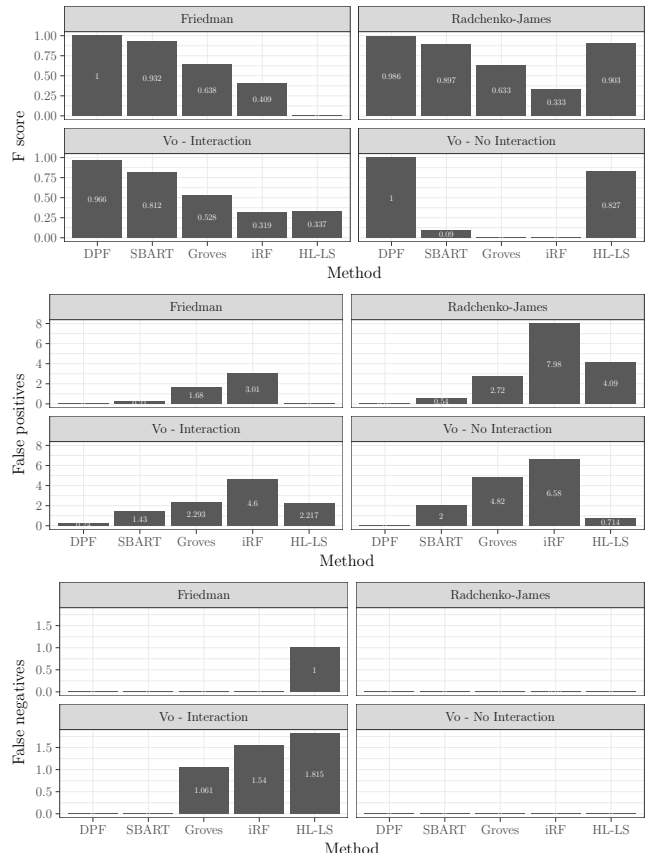 Friedman Radchenko-James
1.00
0.75
0.50
0.25
0.00
1 0.932 0.638 0.409
0.986 0.897 0.633 0.333 0.903
Vo - Interaction Vo - No Interaction
1.00
0.75
0.50
0.25
0.00
0.966 0.812 0.528 0.319 0.337
1 0.09 0.827
F score
DPF SBART Groves iRF HL-LS DPF SBART Groves iRF HL-LS
Method
Friedman Radchenko-James
8
6
4
2
0
1.68 3.01
0.54 2.72 7.98 4.09
Vo - Interaction Vo - No Interaction
8
6
4
2
0
1.43 2.293 4.6 2.217
2 4.82 6.58 0.714
False positives
DPF SBART Groves iRF HL-LS DPF SBART Groves iRF HL-LS
Method
Friedman Radchenko-James
1.5
1.0
0.5
0.0
1
Vo - Interaction Vo - No Interaction
1.5
1.0
0.5
0.0
1.061 1.54 1.815
False negatives
DPF SBART Groves iRF HL-LS DPF SBART Groves iRF HL-LS
Method